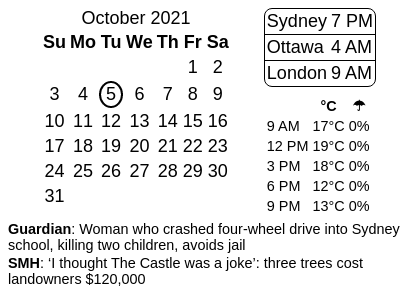 October 2021
Su Mo Tu We Th Fr Sa
1 2
3 4 5 6 7 8 9
10 11 12 13 14 15 16
17 18 19 20 21 22 23
24 25 26 27 28 29 30
31
Sydney 7 PM
Ottawa 4 AM
London 9 AM
°C ☂
9 AM 17°C 0%
12 PM 19°C 0%
3 PM 18°C 0%
6 PM 12°C 0%
9 PM 13°C 0%
Guardian: Woman who crashed four-wheel drive into Sydney
school, killing two children, avoids jail
SMH: ‘I thought The Castle was a joke’: three trees cost
landowners $120,000